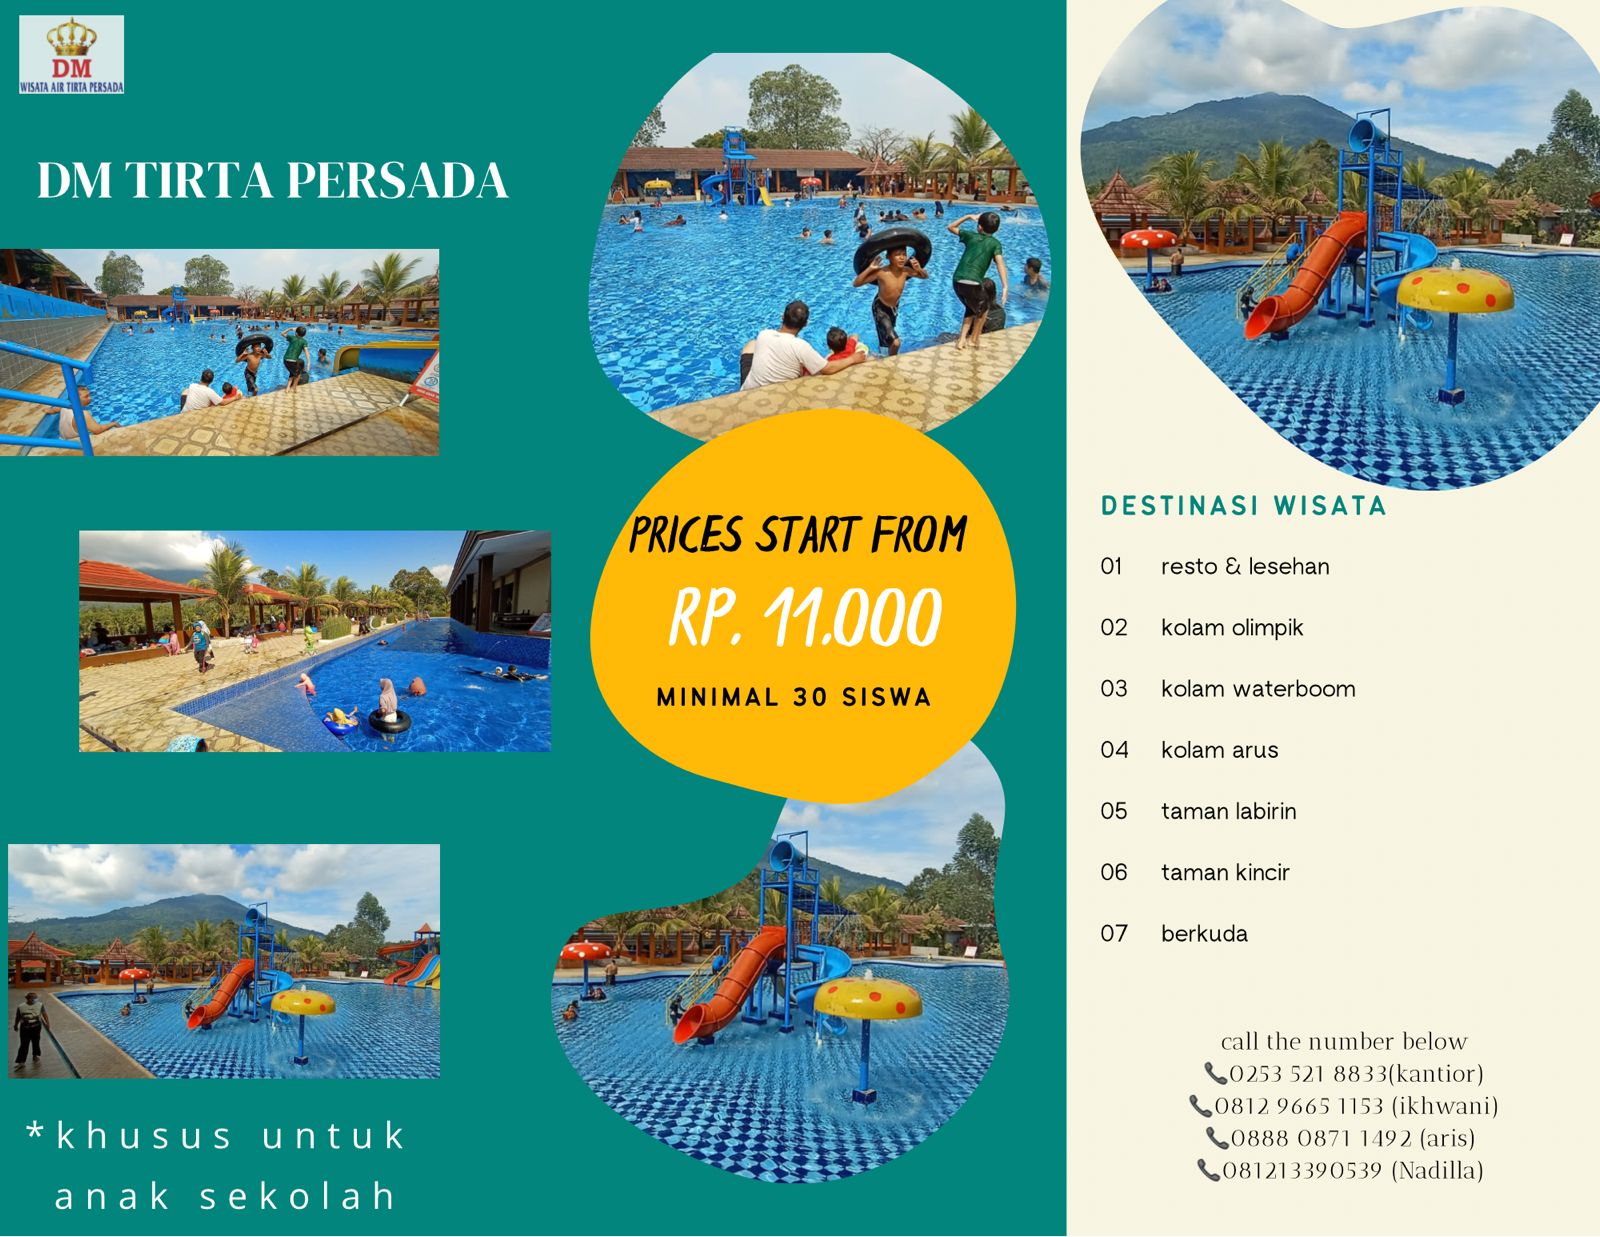 DM
WISATA AIR TIRTA PERSADA
DM TIRTA PERSADA
PRICES START FROM
RP. 11.000
MINIMAL 30 SISWA
*khusus untuk
anak sekolah
DESTINASI WISATA
01 resto & lesehan
02 kolam olimpik
03 kolam waterboom
04 kolam arus
05 taman labirin
06 taman kincir
07 berkuda
call the number below
📞0253 521 8833(kantior)
📞0812 9665 1153 (ikhwani)
📞0888 0871 1492 (aris)
📞081213390539 (Nadilla)